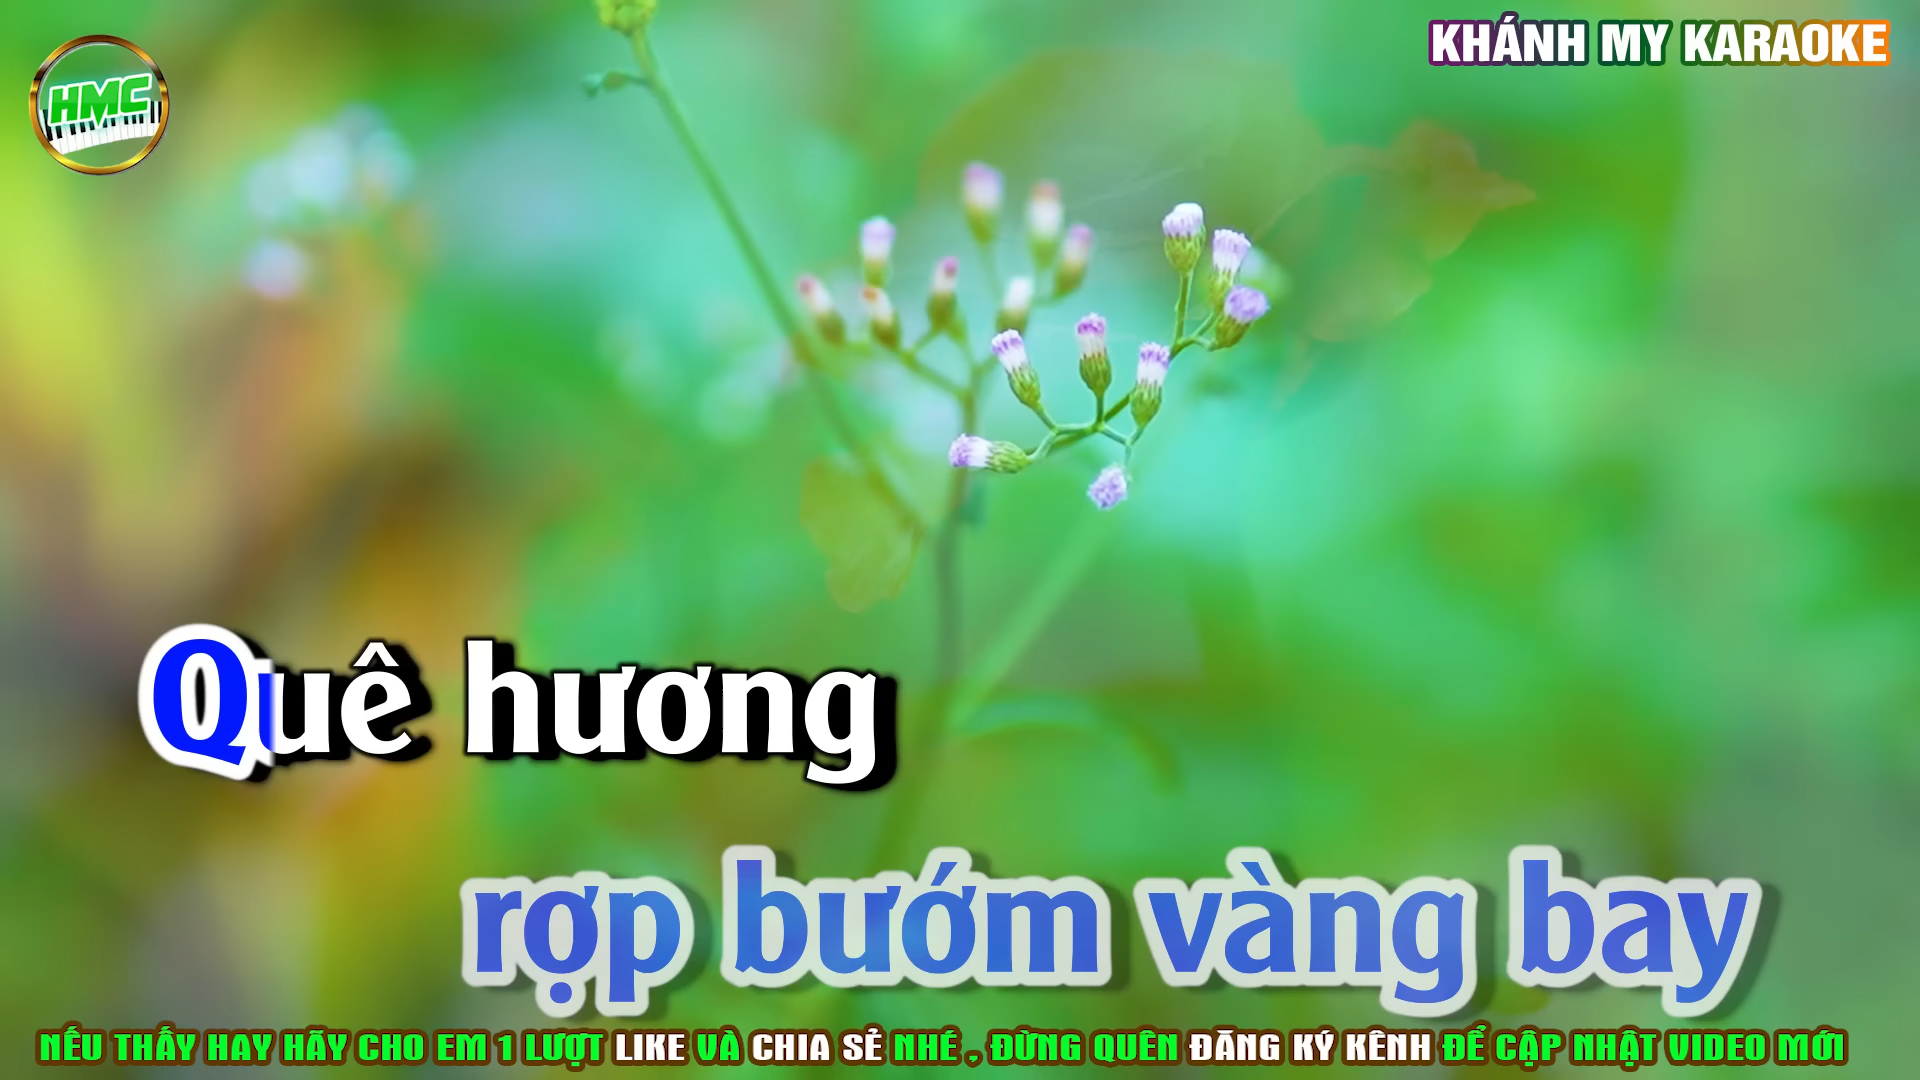 KHÁNH MY KARAOKE
HMC
Quê hương
rợp bướm vàng bay
NẾU THẤY HAY HÃY CHO EM 1 LƯỢT LIKE VÀ CHIA SẺ NHÉ , ĐỪNG QUÊN ĐĂNG KÝ KÊNH ĐỂ CẬP NHẬT VIDEO MỚI